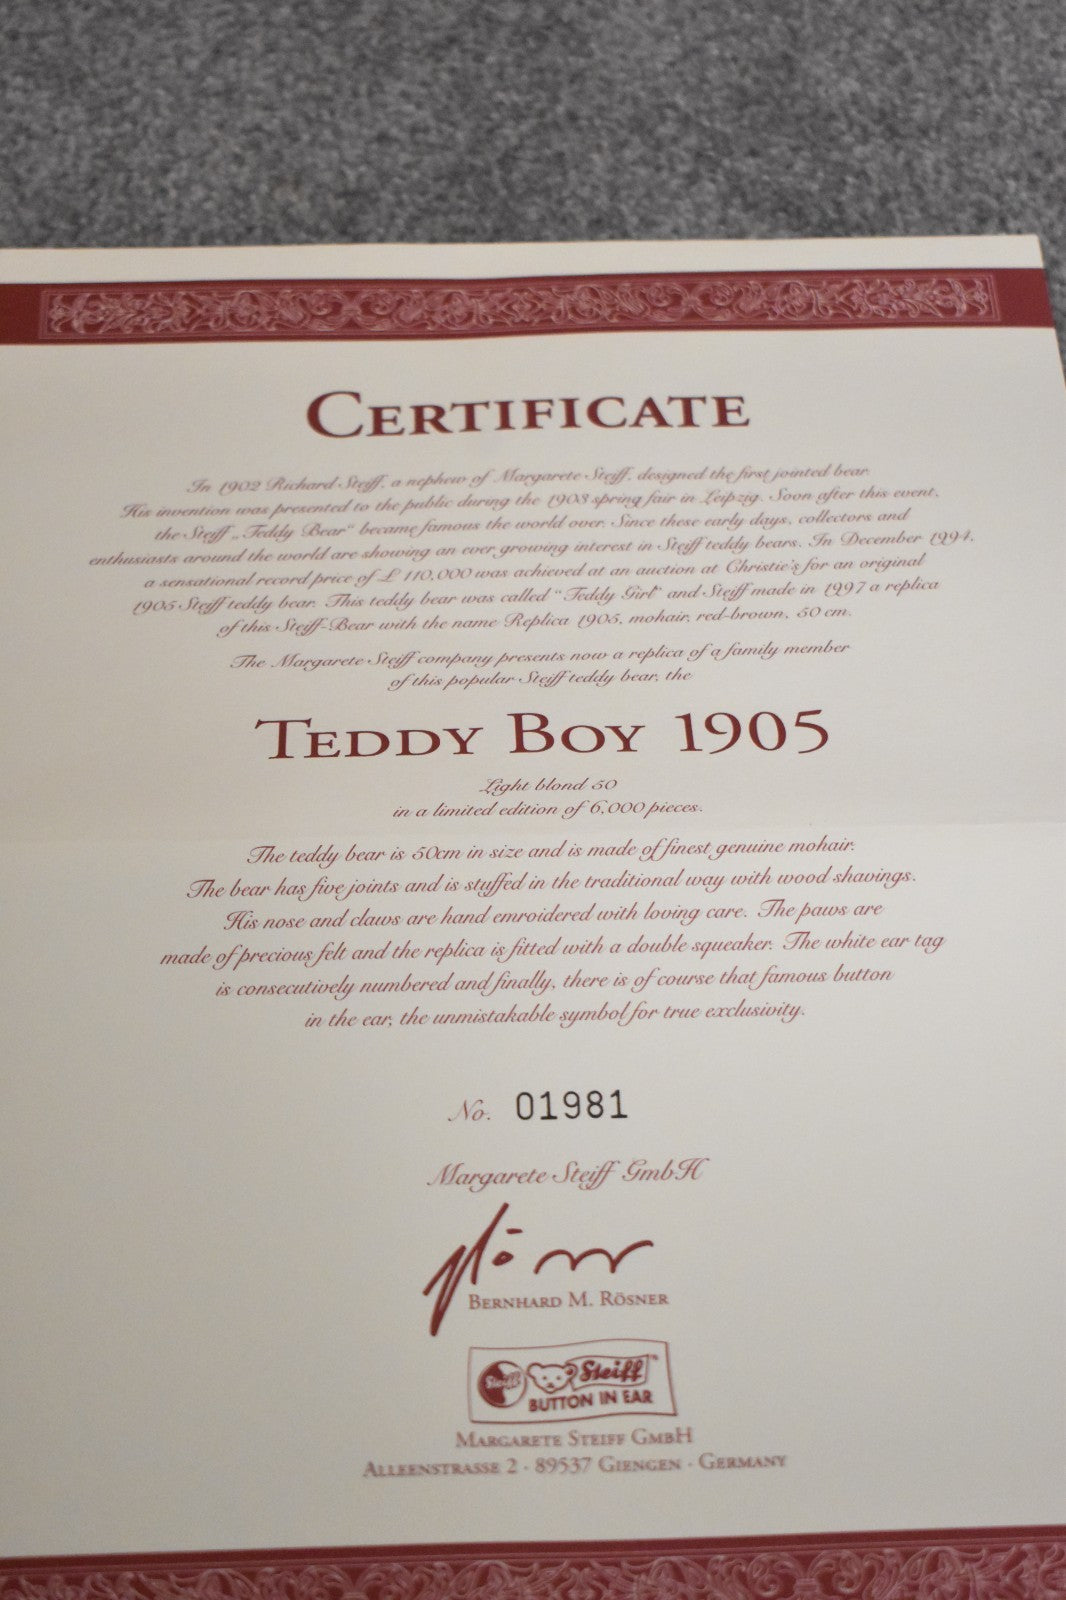 CERTIFICATE
In 1902 Richard Steiff, a nephew of Margarete Steiff, designed the first jointed bear.
His invention was presented to the public during the 1903 spring fair in Leipzig. Soon after this event,
the Steiff „Teddy Bear“ became famous the world over. Since these early days, collectors and
enthusiasts around the world are showing an ever growing interest in Steiff teddy bears. In December 1994,
a sensational record price of £ 110,000 was achieved at an auction at Christie's for an original
1905 Steiff teddy bear. This teddy bear was called “Teddy Girl” and Steiff made in 1997 a replica
of this Steiff-Bear with the name Replica 1905, mohair, red-brown, 50 cm.
The Margarete Steiff company presents now a replica of a family member
of this popular Steiff teddy bear, the
TEDDY BOY 1905
Light blond 50
in a limited edition of 6,000 pieces.
The teddy bear is 50cm in size and is made of finest genuine mohair.
The bear has five joints and is stuffed in the traditional way with wood shavings.
His nose and claws are hand emroidered with loving care. The paws are
made of precious felt and the replica is fitted with a double squeaker. The white ear tag
is consecutively numbered and finally, there is of course that famous button
in the ear, the unmistakable symbol for true exclusivity.
No. 01981
Margarete Steiff GmbH
BERNHARD M. RÖSNER
Steiff Steiff™
BUTTON IN EAR
MARGARETE STEIFF GMBH
ALLEENSTRASSE 2 · 89537 GIENGEN · GERMANY